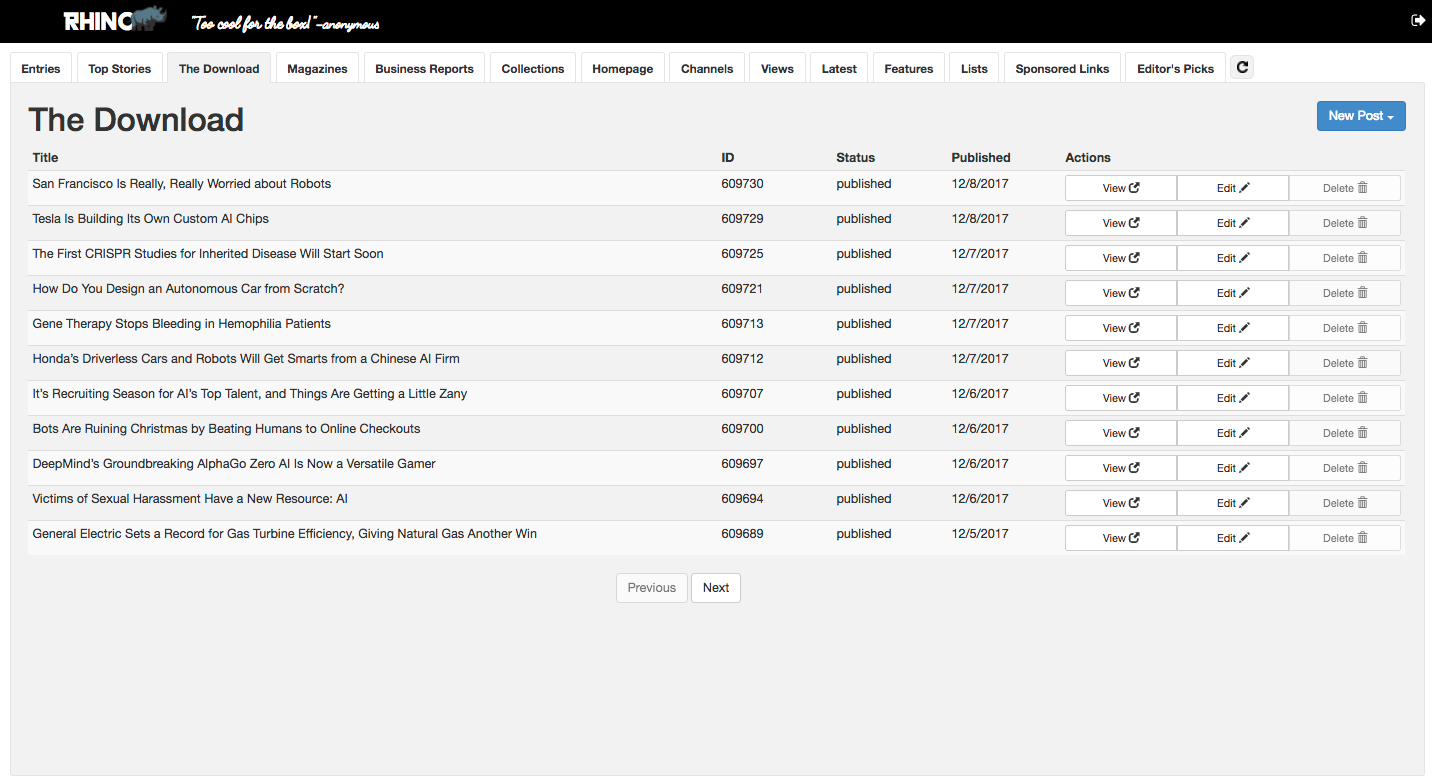 RHINO "Too cool for the box!"-anonymous
Entries Top Stories The Download Magazines Business Reports Collections Homepage Channels Views Latest Features Lists Sponsored Links Editor's Picks
The Download New Post
Title ID Status Published Actions
San Francisco Is Really, Really Worried about Robots 609730 published 12/8/2017 View Edit Delete
Tesla Is Building Its Own Custom AI Chips 609729 published 12/8/2017 View Edit Delete
The First CRISPR Studies for Inherited Disease Will Start Soon 609725 published 12/7/2017 View Edit Delete
How Do You Design an Autonomous Car from Scratch? 609721 published 12/7/2017 View Edit Delete
Gene Therapy Stops Bleeding in Hemophilia Patients 609713 published 12/7/2017 View Edit Delete
Honda’s Driverless Cars and Robots Will Get Smarts from a Chinese AI Firm 609712 published 12/7/2017 View Edit Delete
It’s Recruiting Season for AI’s Top Talent, and Things Are Getting a Little Zany 609707 published 12/6/2017 View Edit Delete
Bots Are Ruining Christmas by Beating Humans to Online Checkouts 609700 published 12/6/2017 View Edit Delete
DeepMind’s Groundbreaking AlphaGo Zero AI Is Now a Versatile Gamer 609697 published 12/6/2017 View Edit Delete
Victims of Sexual Harassment Have a New Resource: AI 609694 published 12/6/2017 View Edit Delete
General Electric Sets a Record for Gas Turbine Efficiency, Giving Natural Gas Another Win 609689 published 12/5/2017 View Edit Delete
Previous Next